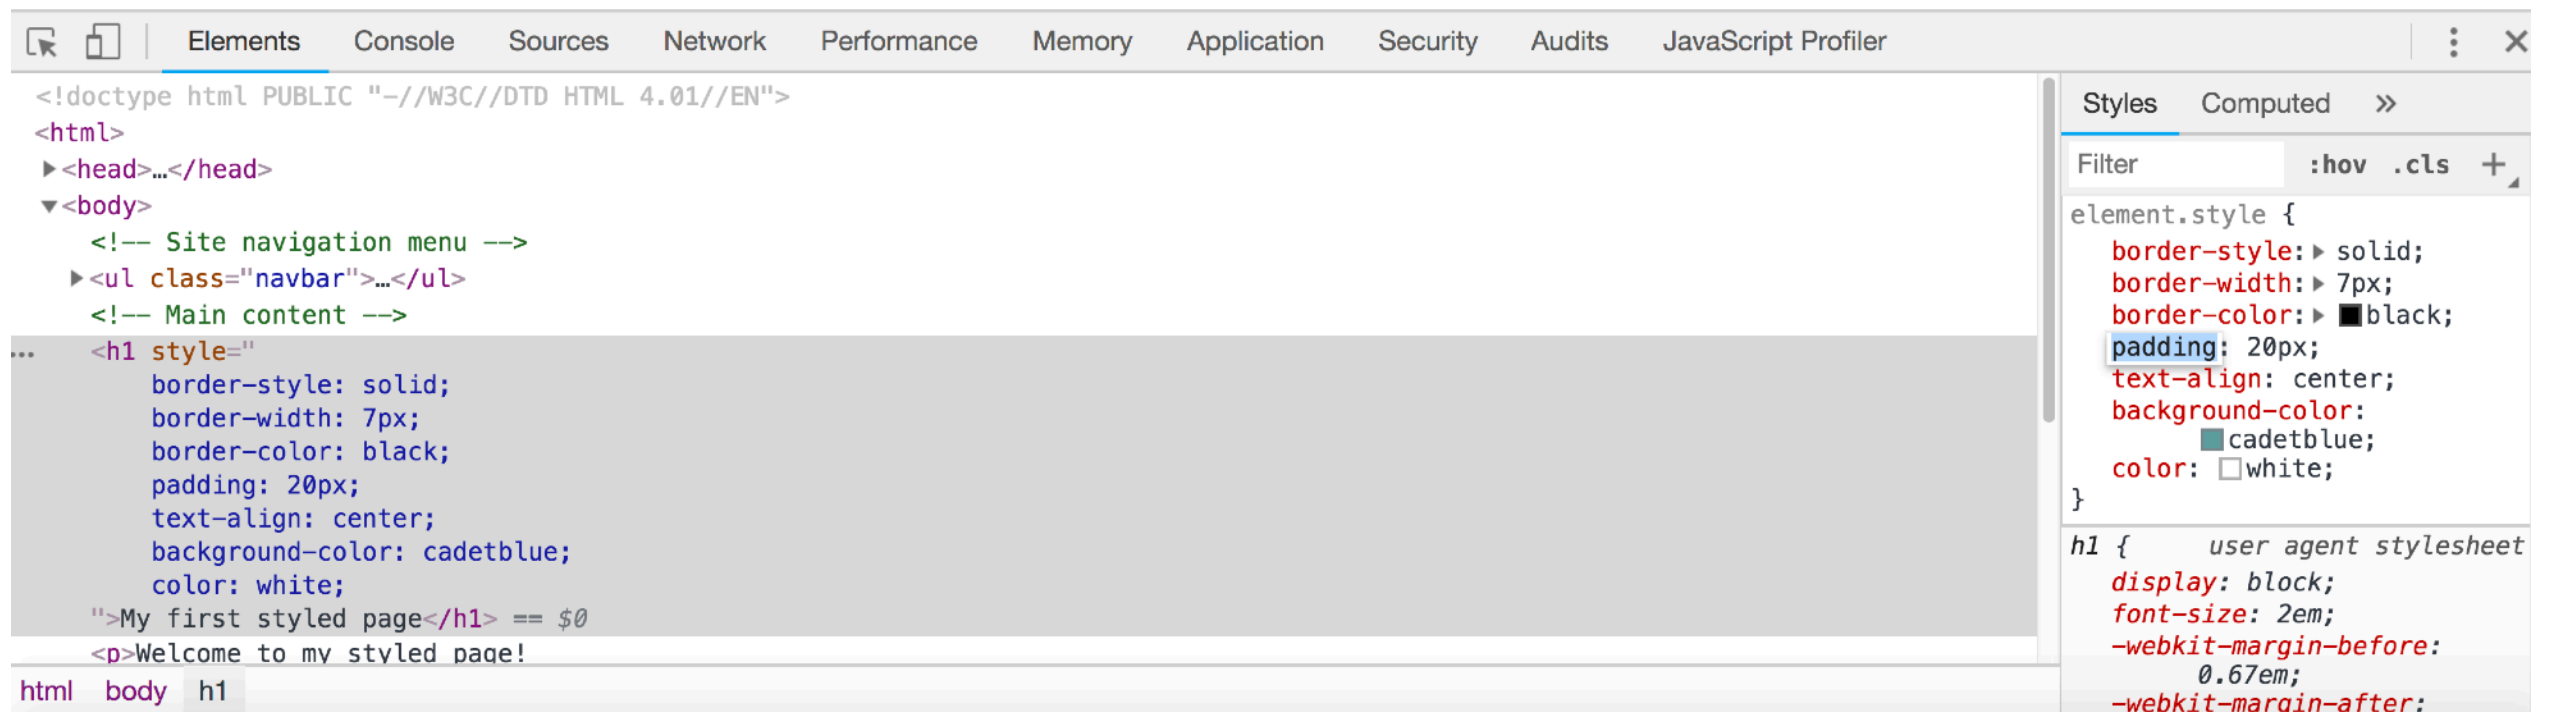 Elements Console Sources Network Performance Memory Application Security Audits JavaScript Profiler
<!doctype html PUBLIC "-//W3C//DTD HTML 4.01//EN">
<html>
<head>…</head>
<body>
<!-- Site navigation menu -->
<ul class="navbar">…</ul>
<!-- Main content -->
<h1 style="
border-style: solid;
border-width: 7px;
border-color: black;
padding: 20px;
text-align: center;
background-color: cadetblue;
color: white;
">My first styled page</h1> == $0
<p>Welcome to my styled page!
html body h1
Styles Computed »
Filter :hov .cls +
element.style {
border-style: solid;
border-width: 7px;
border-color: black;
padding: 20px;
text-align: center;
background-color:
cadetblue;
color: white;
}
h1 { user agent stylesheet
display: block;
font-size: 2em;
-webkit-margin-before:
0.67em;
-webkit-margin-after: